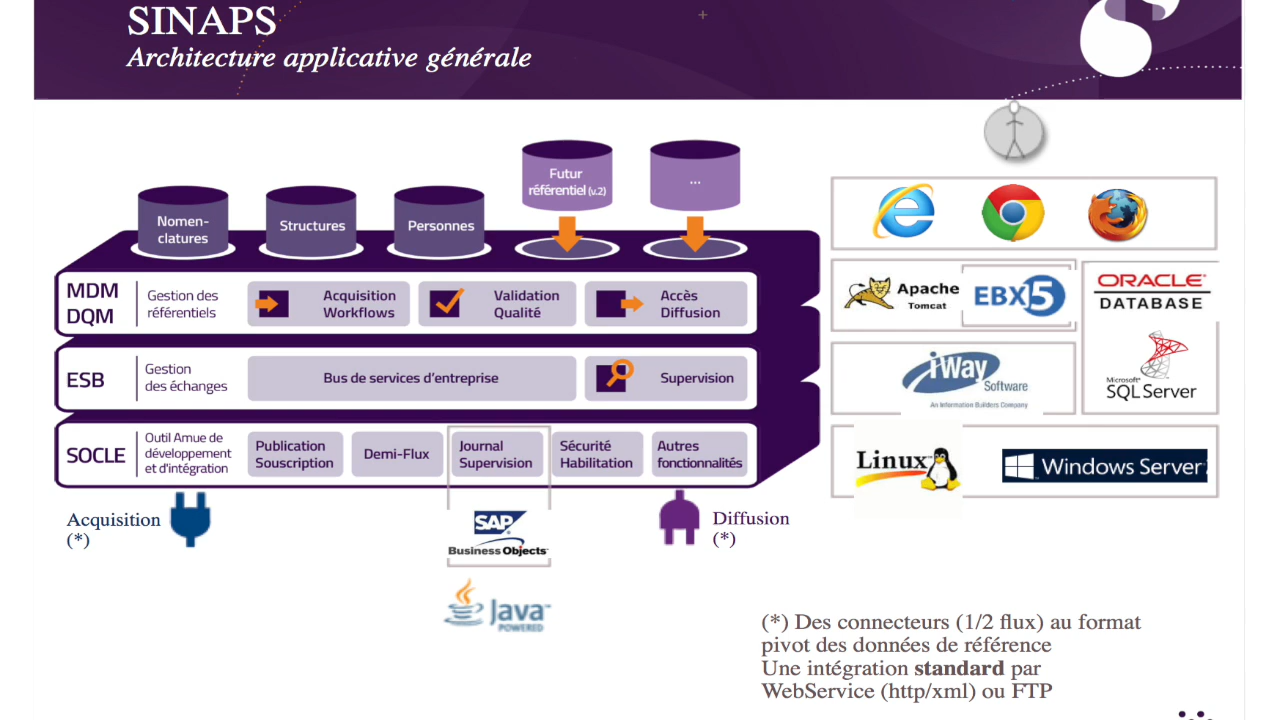 SINAPS
Architecture applicative générale
Futur
référentiel (v.2)
...
Nomen-
clatures
Structures
Personnes
MDM
DQM
Gestion des
référentiels
Acquisition
Workflows
Validation
Qualité
Accès
Diffusion
ESB
Gestion
des échanges
Bus de services d'entreprise
Supervision
SOCLE
Outil Amue de
développement
et d'intégration
Publication
Souscription
Demi-Flux
Journal
Supervision
Sécurité
Habilitation
Autres
fonctionnalités
Acquisition
(*)
SAP
Business Objects
Java
POWERED
Diffusion
(*)
Apache
Tomcat
EBX5
ORACLE
DATABASE
iWay
Software
An Information Builders Company
Microsoft
SQL Server
Linux
Windows Server
(*) Des connecteurs (1/2 flux) au format
pivot des données de référence
Une intégration standard par
WebService (http/xml) ou FTP